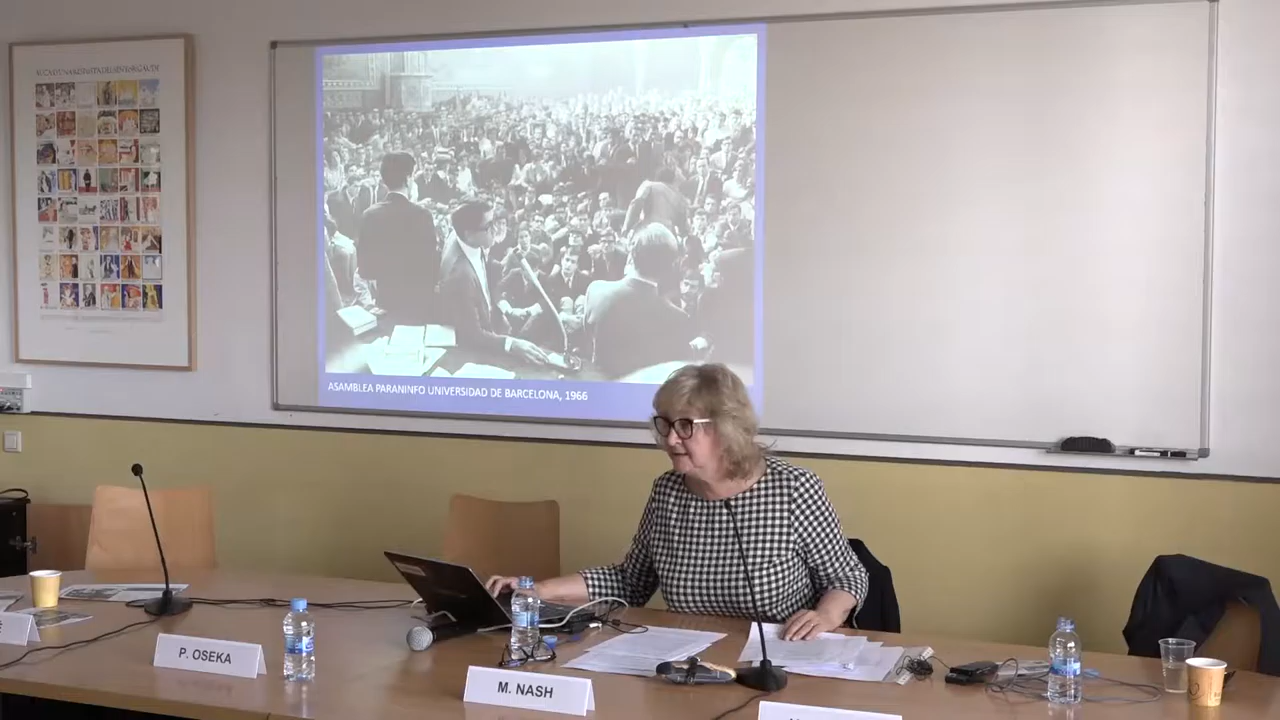 ASAMBLEA PARANINFO UNIVERSIDAD DE BARCELONA, 1966
P. OSEKA
M. NASH